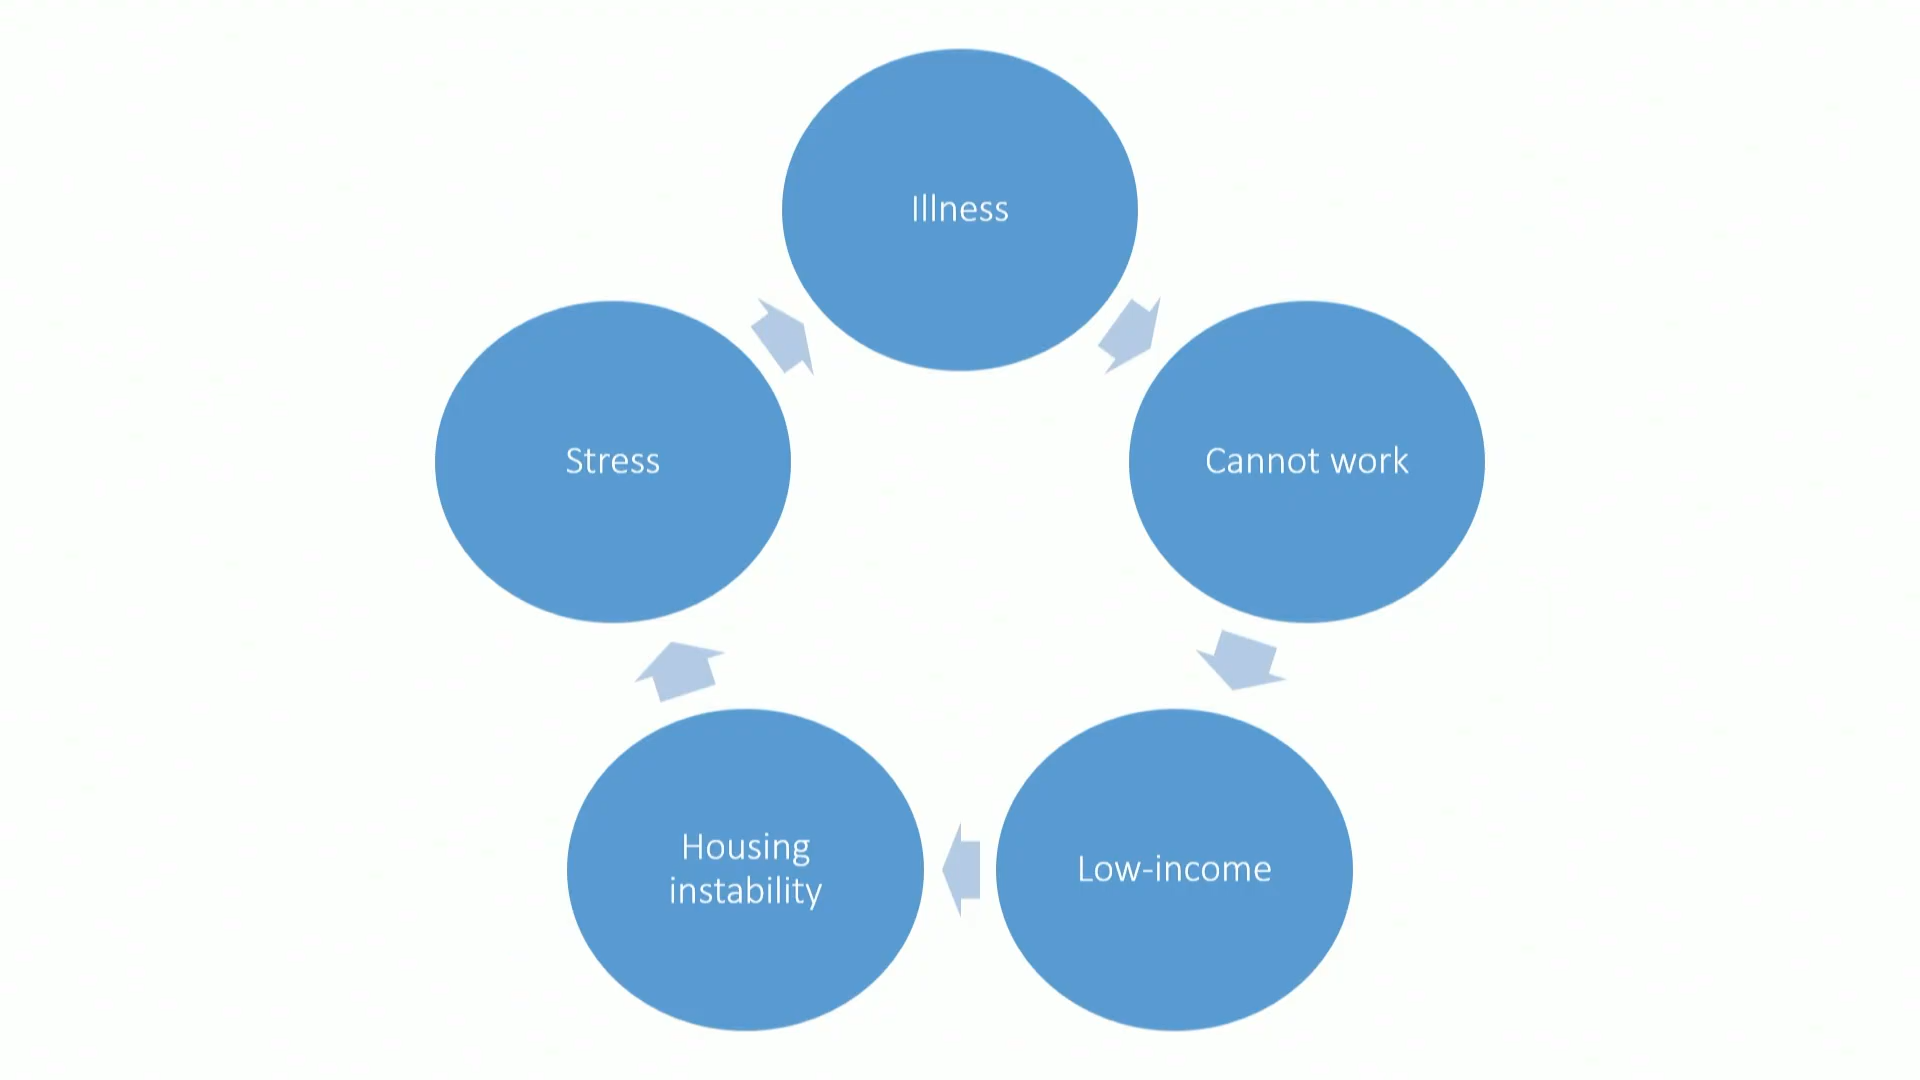 Illness
Cannot work
Low-income
Housing
instability
Stress